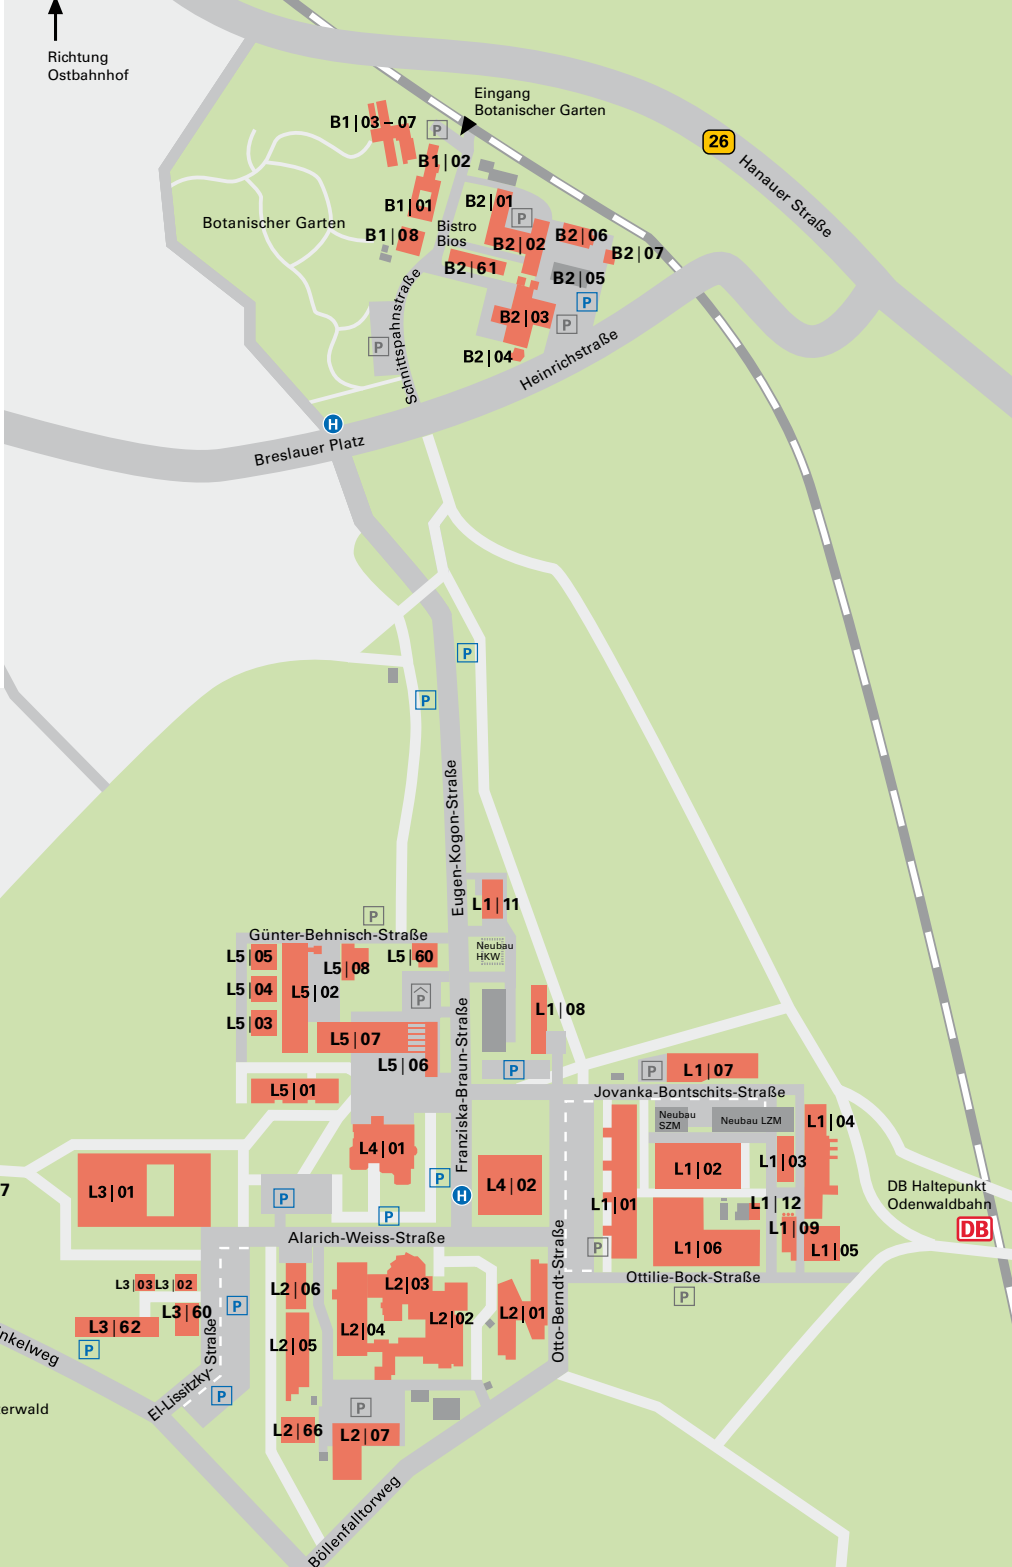 Richtung
Ostbahnhof
Eingang
Botanischer Garten
26
Hanauer Straße
B1|03–07
P
B1|02
B1|01
B2|01
P
Botanischer Garten
B1|08
Bistro
Bios
B2|02
B2|06
B2|07
B2|61
B2|05
P
B2|03
P
P
B2|04
Schnittspahnstraße
Heinrichstraße
H
Breslauer Platz
P
P
Eugen-Kogon-Straße
L1|11
P
Günter-Behnisch-Straße
Neubau
HKW
L5|05
L5|08
L5|60
L5|04
L5|02
P
L5|03
L1|08
L5|07
L5|06
Franziska-Braun-Straße
P
P
L1|07
L5|01
Jovanka-Bontschits-Straße
Neubau
SZM
Neubau LZM
L1|04
L4|01
L1|03
L1|02
7
L3|01
P
P
H
L4|02
L1|01
L1|12
DB Haltepunkt
Odenwaldbahn
DB
P
Alarich-Weiss-Straße
L1|09
P
L1|06
L1|05
Otto-Berndt-Straße
Ottilie-Bock-Straße
P
L3|03
L3|02
L2|06
L2|03
L3|60
P
L2|02
L2|01
L3|62
L2|04
P
L2|05
nkelweg
El-Lissitzky-Straße
P
erwald
P
L2|66
L2|07
Böllenfalltorweg